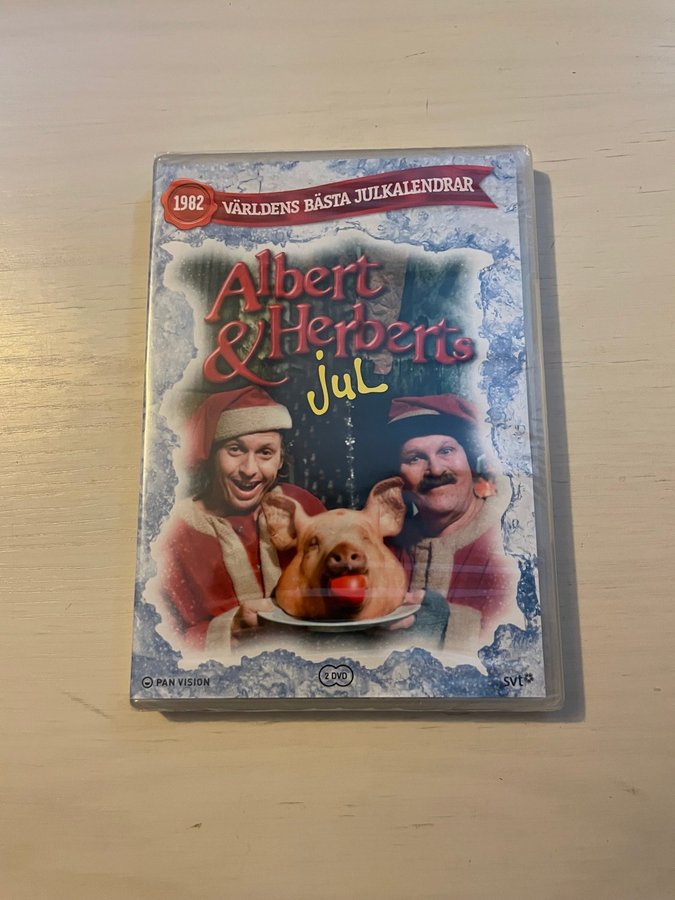 1982 VÄRLDENS BÄSTA JULKALENDRAR
Albert
& Herberts
jul
PAN VISION
2 DVD
svt